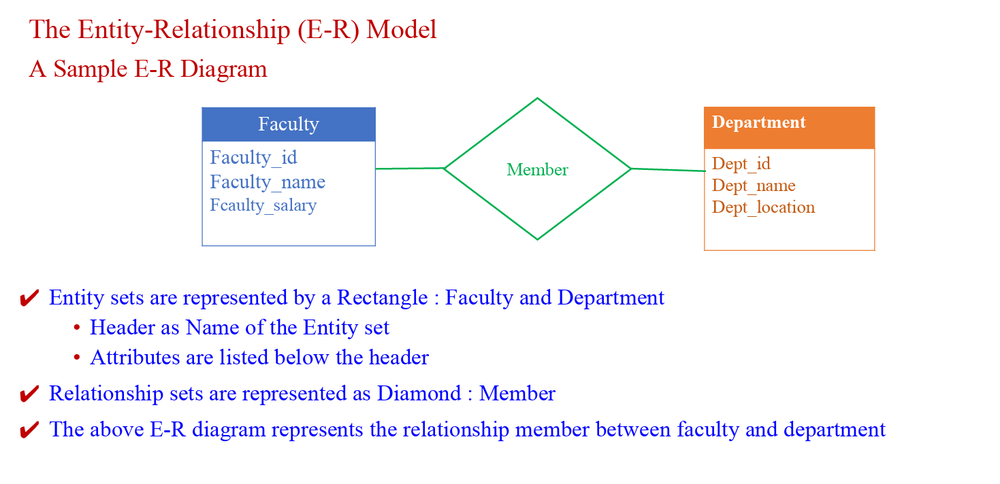 The Entity-Relationship (E-R) Model
A Sample E-R Diagram
Faculty
Faculty_id
Faculty_name
Fcaulty_salary
Member
Department
Dept_id
Dept_name
Dept_location
✔ Entity sets are represented by a Rectangle : Faculty and Department
• Header as Name of the Entity set
• Attributes are listed below the header
✔ Relationship sets are represented as Diamond : Member
✔ The above E-R diagram represents the relationship member between faculty and department